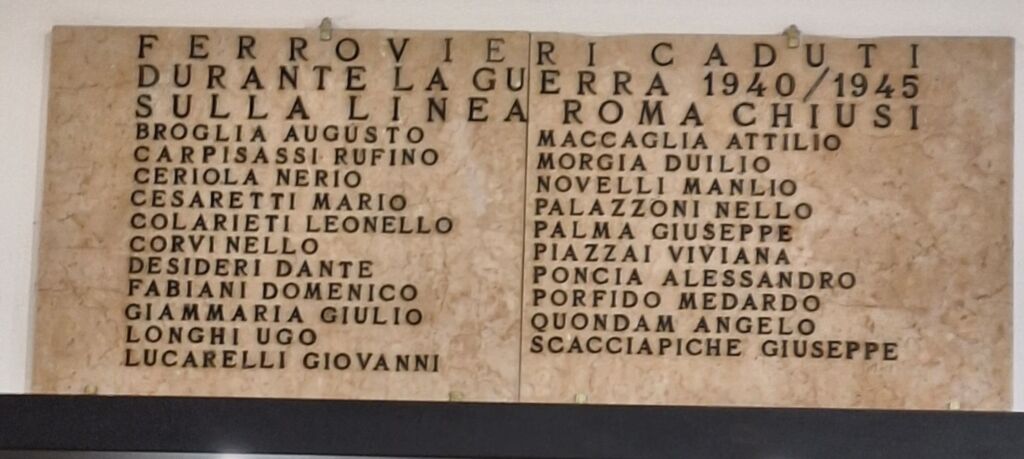 FERROVIERI CADUTI
DURANTE LA GUERRA 1940/1945
SULLA LINEA ROMA CHIUSI
BROGLIA AUGUSTO
CARPISASSI RUFINO
CERIOLA NERIO
CESARETTI MARIO
COLARIETI LEONELLO
CORVI NELLO
DESIDERI DANTE
FABIANI DOMENICO
GIAMMARIA GIULIO
LONGHI UGO
LUCARELLI GIOVANNI
MACCAGLIA ATTILIO
MORGIA DUILIO
NOVELLI MANLIO
PALAZZONI NELLO
PALMA GIUSEPPE
PIAZZAI VIVIANA
PONCIA ALESSANDRO
PORFIDO MEDARDO
QUONDAM ANGELO
SCACCIAPICHE GIUSEPPE